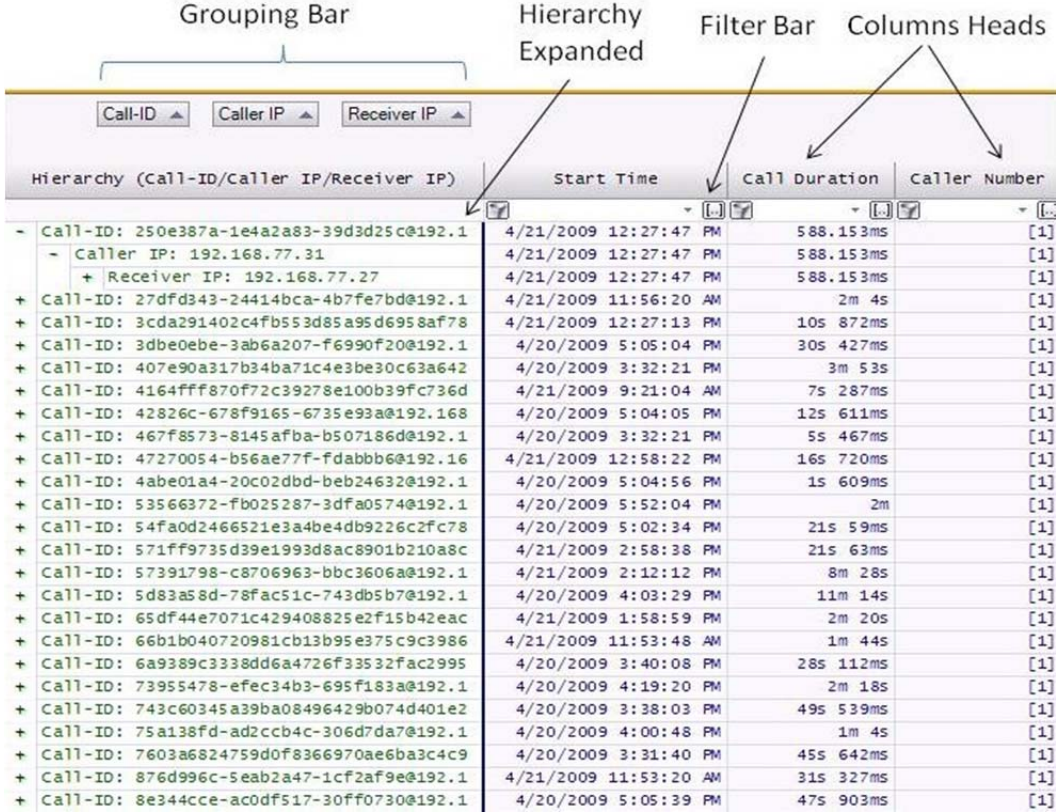 Grouping Bar
Hierarchy Expanded
Filter Bar
Columns Heads
Call-ID Caller IP Receiver IP
Hierarchy (Call-ID/Caller IP/Receiver IP) Start Time Call Duration Caller Number
- Call-ID: 250e387a-1e4a2a83-39d3d25c@192.1 4/21/2009 12:27:47 PM 588.153ms [1]
- Caller IP: 192.168.77.31 4/21/2009 12:27:47 PM 588.153ms [1]
+ Receiver IP: 192.168.77.27 4/21/2009 12:27:47 PM 588.153ms [1]
+ Call-ID: 27dfd343-24414bca-4b7fe7bd@192.1 4/21/2009 11:56:20 AM 2m 4s [1]
+ Call-ID: 3cda291402c4fb553d85a95d6958af78 4/21/2009 12:27:13 PM 10s 872ms [1]
+ Call-ID: 3dbe0ebe-3ab6a207-f6990f20@192.1 4/20/2009 5:05:04 PM 30s 427ms [1]
+ Call-ID: 407e90a317b34ba71c4e3be30c63a642 4/20/2009 3:32:21 PM 3m 53s [1]
+ Call-ID: 4164fff870f72c39278e100b39fc736d 4/21/2009 9:21:04 AM 7s 287ms [1]
+ Call-ID: 42826c-678f9165-6735e93a@192.168 4/20/2009 5:04:05 PM 12s 611ms [1]
+ Call-ID: 467f8573-8145afba-b507186d@192.1 4/20/2009 3:32:21 PM 5s 467ms [1]
+ Call-ID: 47270054-b56ae77f-fdabbb6@192.16 4/21/2009 12:58:22 PM 16s 720ms [1]
+ Call-ID: 4abe01a4-20c02dbd-beb24632@192.1 4/20/2009 5:04:56 PM 1s 609ms [1]
+ Call-ID: 53566372-fb025287-3dfa0574@192.1 4/20/2009 5:52:04 PM 2m [1]
+ Call-ID: 54fa0d2466521e3a4be4db9226c2fc78 4/20/2009 5:02:34 PM 21s 59ms [1]
+ Call-ID: 571ff9735d39e1993d8ac8901b210a8c 4/21/2009 2:58:38 PM 21s 63ms [1]
+ Call-ID: 57391798-c8706963-bbc3606a@192.1 4/21/2009 2:12:12 PM 8m 28s [1]
+ Call-ID: 5d83a58d-78fac51c-743db5b7@192.1 4/20/2009 4:03:29 PM 11m 14s [1]
+ Call-ID: 65df44e7071c429408825e2f15b42eac 4/21/2009 1:58:59 PM 2m 20s [1]
+ Call-ID: 66b1b040720981cb13b95e375c9c3986 4/21/2009 11:53:48 AM 1m 44s [1]
+ Call-ID: 6a9389c3338dd6a4726f33532fac2995 4/20/2009 3:40:08 PM 28s 112ms [1]
+ Call-ID: 73955478-efec34b3-695f183a@192.1 4/20/2009 4:19:20 PM 2m 18s [1]
+ Call-ID: 743c60345a39ba08496429b074d401e2 4/20/2009 3:38:03 PM 49s 539ms [1]
+ Call-ID: 75a138fd-ad2ccb4c-306d7da7@192.1 4/20/2009 4:00:48 PM 1m 4s [1]
+ Call-ID: 7603a6824759d0f8366970ae6ba3c4c9 4/20/2009 3:31:40 PM 45s 642ms [1]
+ Call-ID: 876d996c-5eab2a47-1cf2af9e@192.1 4/21/2009 11:53:20 AM 31s 327ms [1]
+ Call-ID: 8e344cce-ac0df517-30ff0730@192.1 4/20/2009 5:05:39 PM 47s 903ms [1]